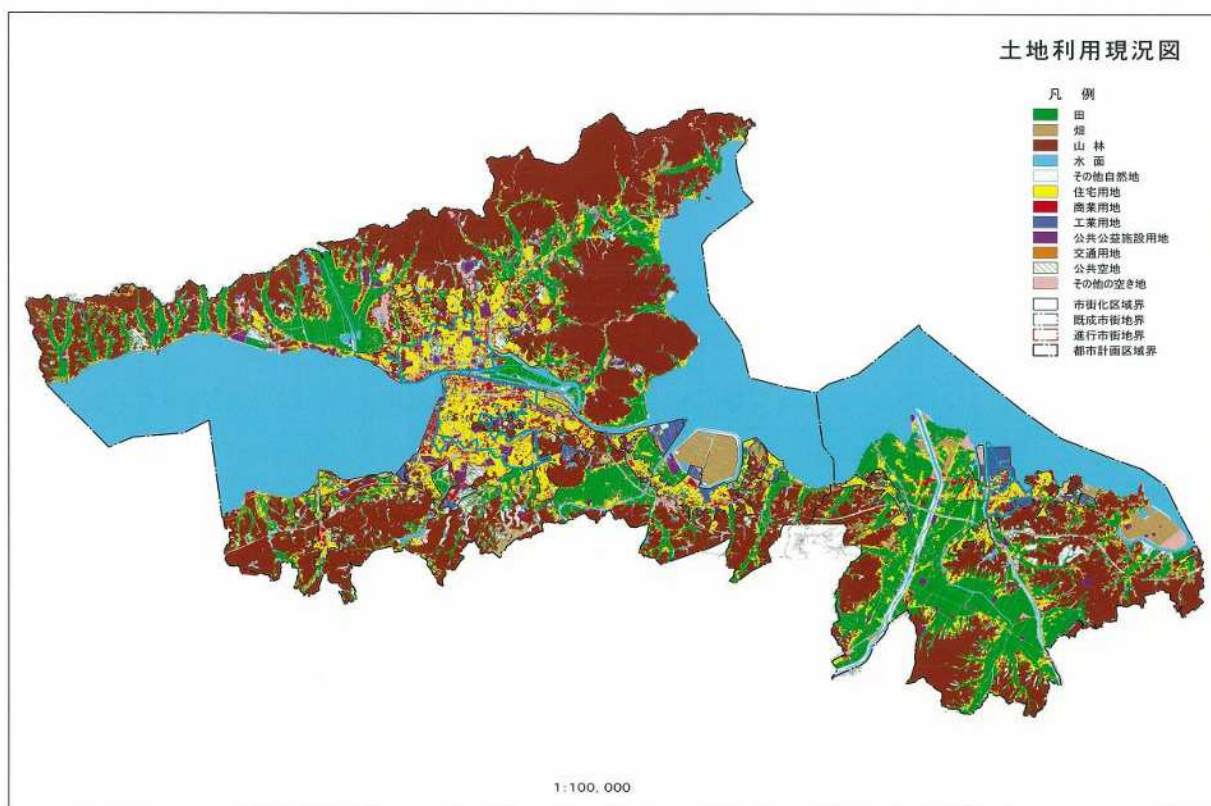 土地利用現況図
凡 例
田
畑
山 林
水 面
その他自然地
住宅用地
商業用地
工業用地
公共公益施設用地
交通用地
公共空地
その他の空き地
市街化区域界
既成市街地界
進行市街地界
都市計画区域界
1:100,000